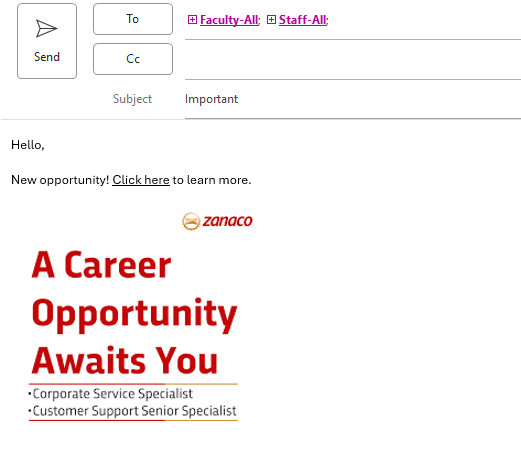 To
Faculty-All; Staff-All;
Send
Cc
Subject Important
Hello,
New opportunity! Click here to learn more.
zanaco
A Career
Opportunity
Awaits You
•Corporate Service Specialist
•Customer Support Senior Specialist